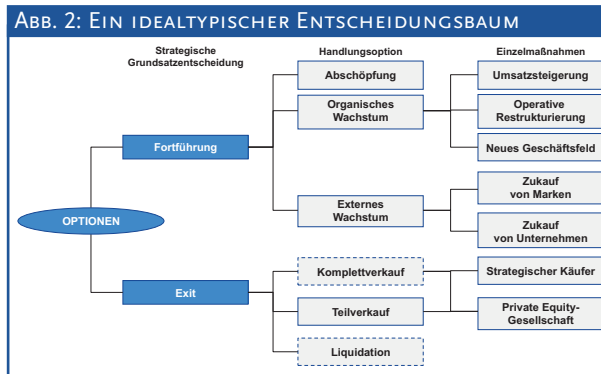 ABB. 2: EIN IDEALTYPISCHER ENTSCHEIDUNGSBAUM
Strategische
Grundsatzentscheidung
Handlungsoption
Einzelmaßnahmen
OPTIONEN
Fortführung
Abschöpfung
Organisches
Wachstum
Umsatzsteigerung
Operative
Restrukturierung
Neues Geschäftsfeld
Externes
Wachstum
Zukauf
von Marken
Zukauf
von Unternehmen
Exit
Komplettverkauf
Teilverkauf
Liquidation
Strategischer Käufer
Private Equity-
Gesellschaft